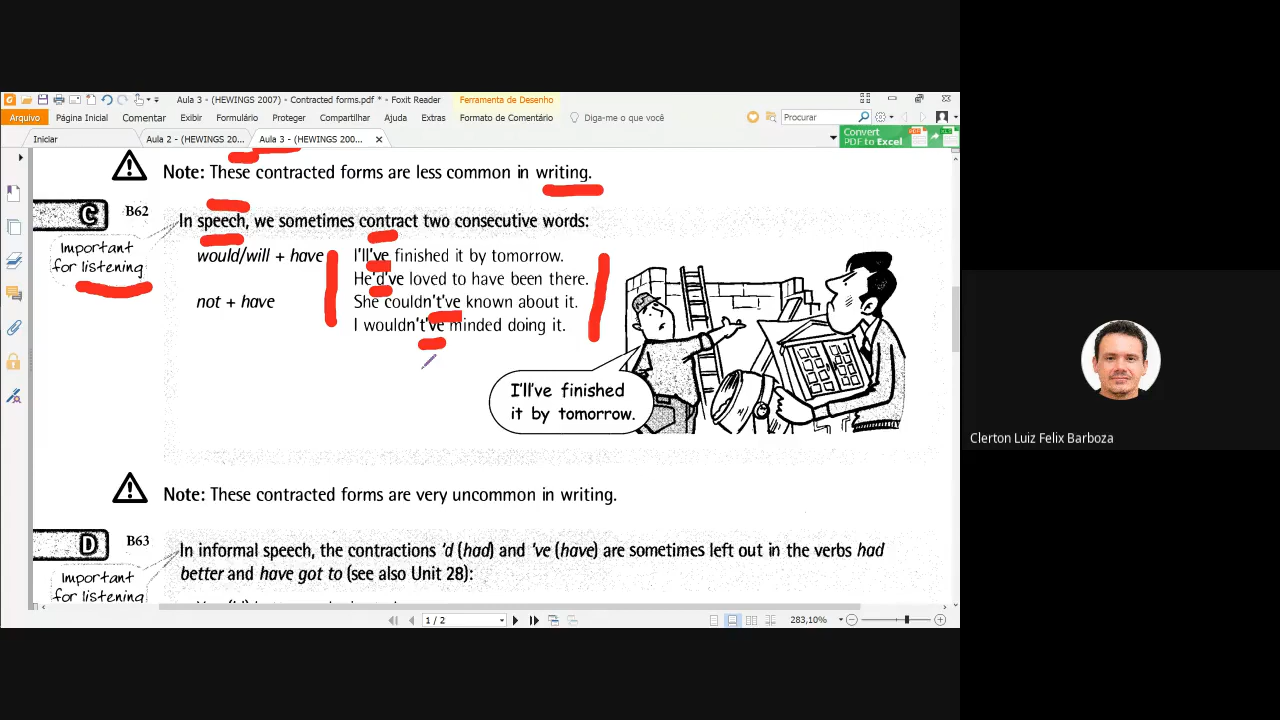 Aula 3 - (HEWINGS 2007) - Contracted forms.pdf * - Foxit Reader
Ferramenta de Desenho
Arquivo Página Inicial Comentar Exibir Formulário Proteger Compartilhar Ajuda Extras Formato de Comentário Diga-me o que você Procurar
Iniciar Aula 2 - (HEWINGS 20... Aula 3 - (HEWINGS 200...
Convert
PDF to Excel
Note: These contracted forms are less common in writing.
C B62
In speech, we sometimes contract two consecutive words:
Important
for listening
would/will + have I'll've finished it by tomorrow.
He'd've loved to have been there.
not + have She couldn't've known about it.
I wouldn't've minded doing it.
I'll've finished
it by tomorrow.
Clerton Luiz Felix Barboza
Note: These contracted forms are very uncommon in writing.
D B63
In informal speech, the contractions 'd (had) and 've (have) are sometimes left out in the verbs had
better and have got to (see also Unit 28):
Important
for listening
1 / 2
283,10%